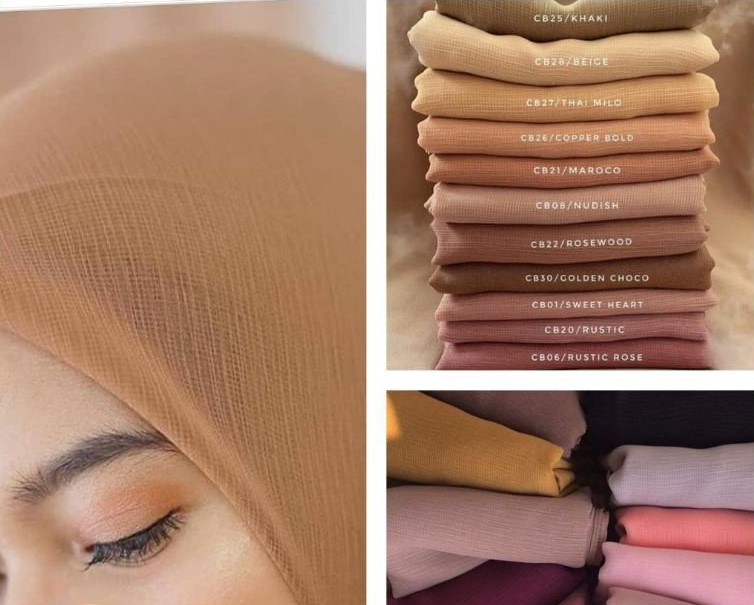 CB25/KHAKI
CB28/BEIGE
CB27/THAI MILO
CB26/COPPER BOLD
CB21/MAROCO
CB08/NUDISH
CB22/ROSEWOOD
CB30/GOLDEN CHOCO
CB01/SWEET HEART
CB20/RUSTIC
CB06/RUSTIC ROSE